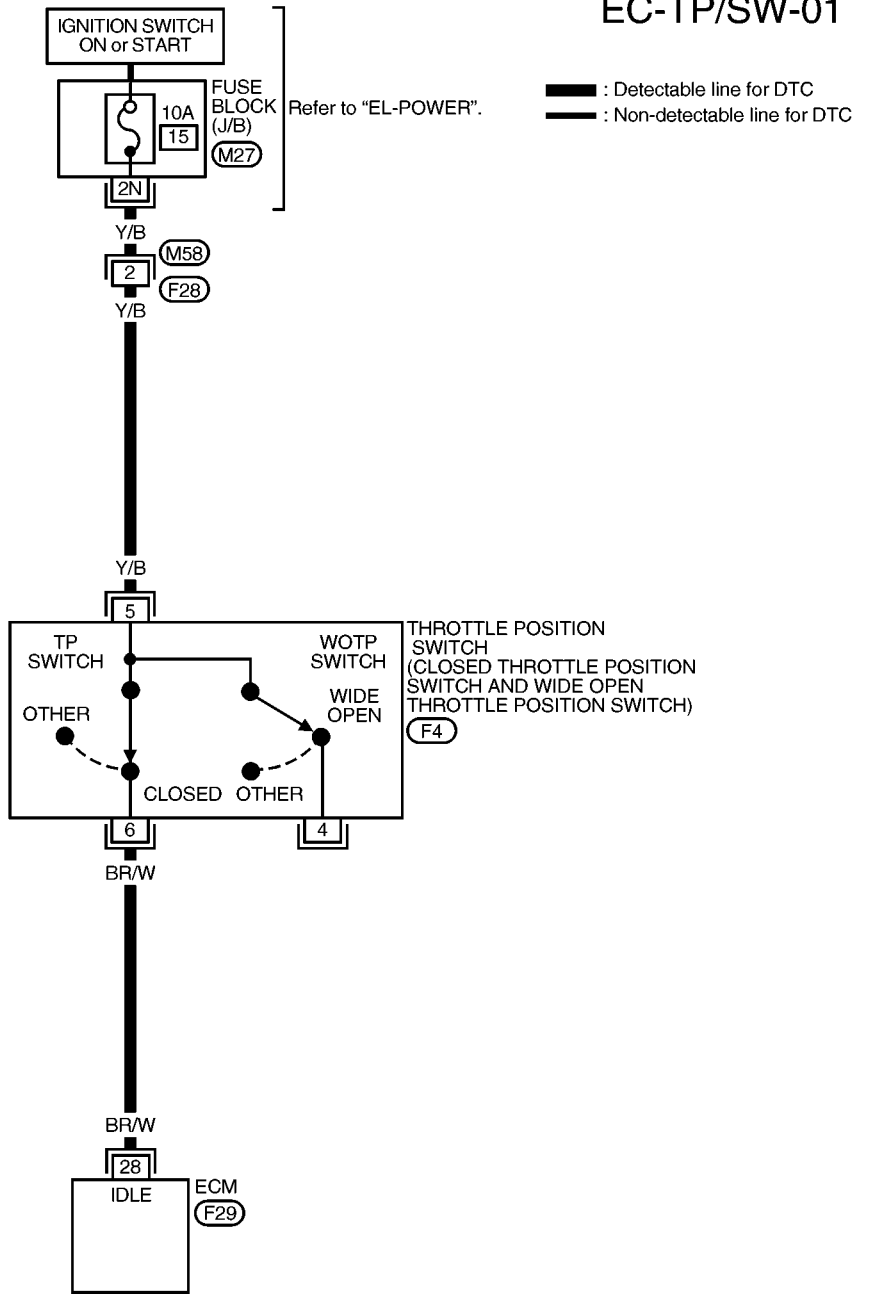 EC-TP/SW-01
IGNITION SWITCH
ON or START
FUSE
BLOCK
(J/B)
10A
15
M27
Refer to “EL-POWER”.
: Detectable line for DTC
: Non-detectable line for DTC
2N
Y/B
M58
2
F28
Y/B
Y/B
5
TP
SWITCH
WOTP
SWITCH
OTHER
WIDE
OPEN
CLOSED
OTHER
THROTTLE POSITION
SWITCH
(CLOSED THROTTLE POSITION
SWITCH AND WIDE OPEN
THROTTLE POSITION SWITCH)
F4
6
4
BR/W
BR/W
28
IDLE
ECM
F29